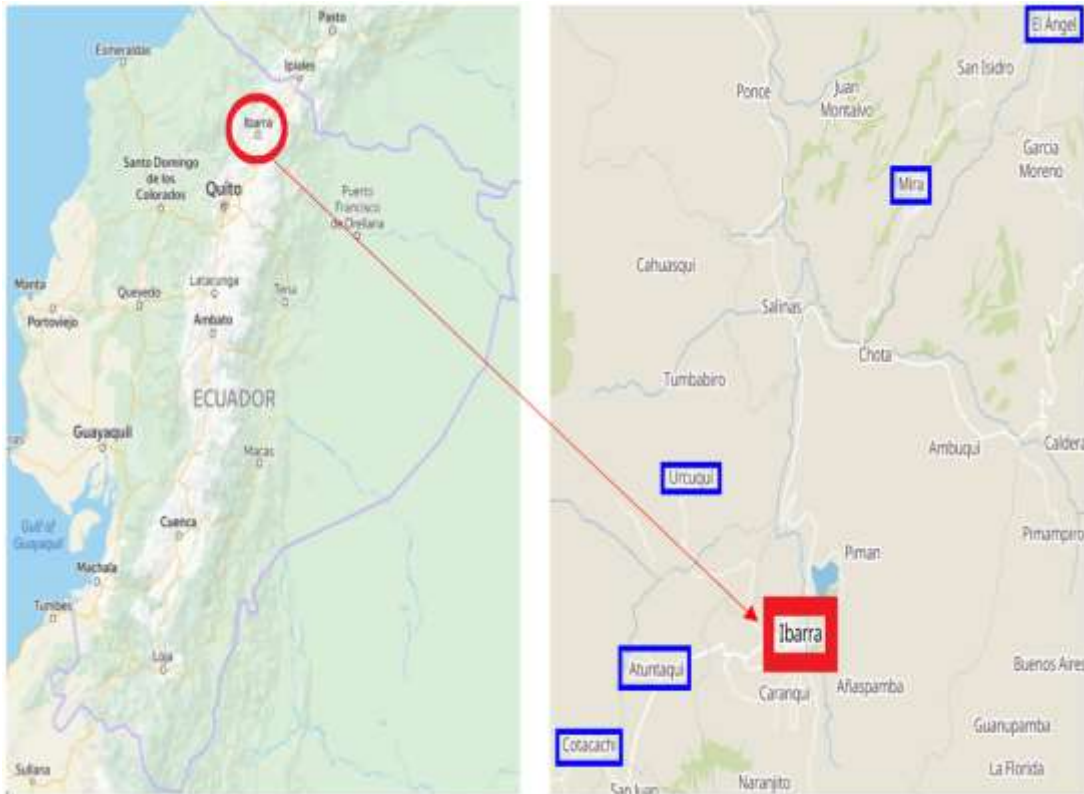 Pasto
Esmeraldas
Ipiales
Ibarra
Santo Domingo
de los
Colorados
Quito
Puerto
Francisco
de Orellana
Manta
Portoviejo
Quevedo
Latacunga
Tena
Ambato
ECUADOR
Guayaquil
Macas
Gulf of
Guayaquil
Cuenca
Machala
Tumbes
Loja
Sullana
El Ángel
San Isidro
Ponce
Juan
Montalvo
Garcia
Moreno
Mira
Cahuasqui
Salinas
Chota
Tumbabiro
Ambuqui
Caldera
Urcuqui
Pimampiro
Piman
Ibarra
Atuntaqui
Caranqui
Añaspamba
Buenos Aires
Cotacachi
Guanupamba
La Florida
San Juan
Naranjito